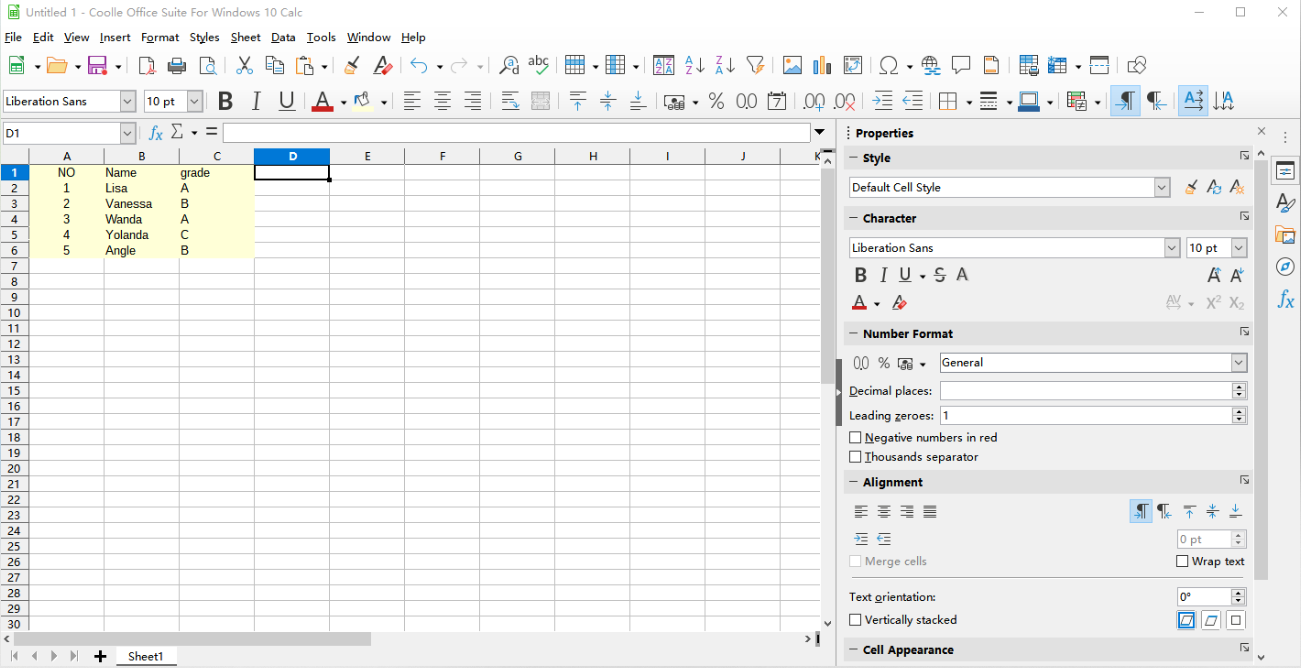 Untitled 1 - Coolle Office Suite For Windows 10 Calc
File Edit View Insert Format Styles Sheet Data Tools Window Help
Liberation Sans 10 pt
D1
A B C D E F G H I J K
1 NO Name grade
2 1 Lisa A
3 2 Vanessa B
4 3 Wanda A
5 4 Yolanda C
6 5 Angle B
7
8
9
10
11
12
13
14
15
16
17
18
19
20
21
22
23
24
25
26
27
28
29
30
Sheet1
Properties
Style
Default Cell Style
Character
Liberation Sans 10 pt
Number Format
General
Decimal places:
Leading zeroes: 1
Negative numbers in red
Thousands separator
Alignment
0 pt
Merge cells Wrap text
Text orientation: 0°
Vertically stacked
Cell Appearance